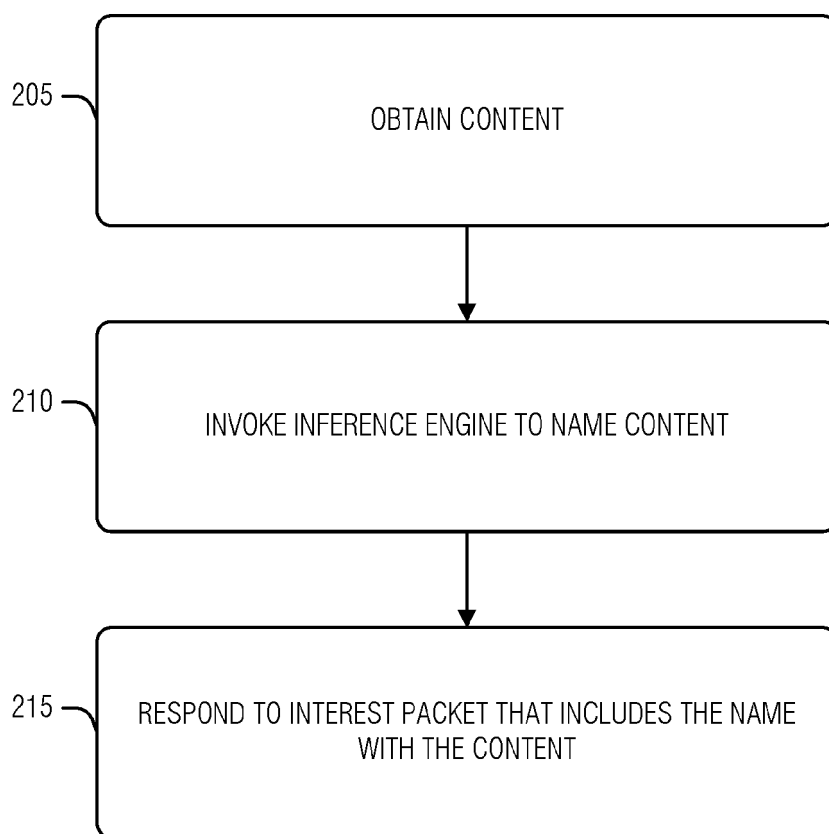 205
OBTAIN CONTENT
210
INVOKE INFERENCE ENGINE TO NAME CONTENT
215
RESPOND TO INTEREST PACKET THAT INCLUDES THE NAME
WITH THE CONTENT